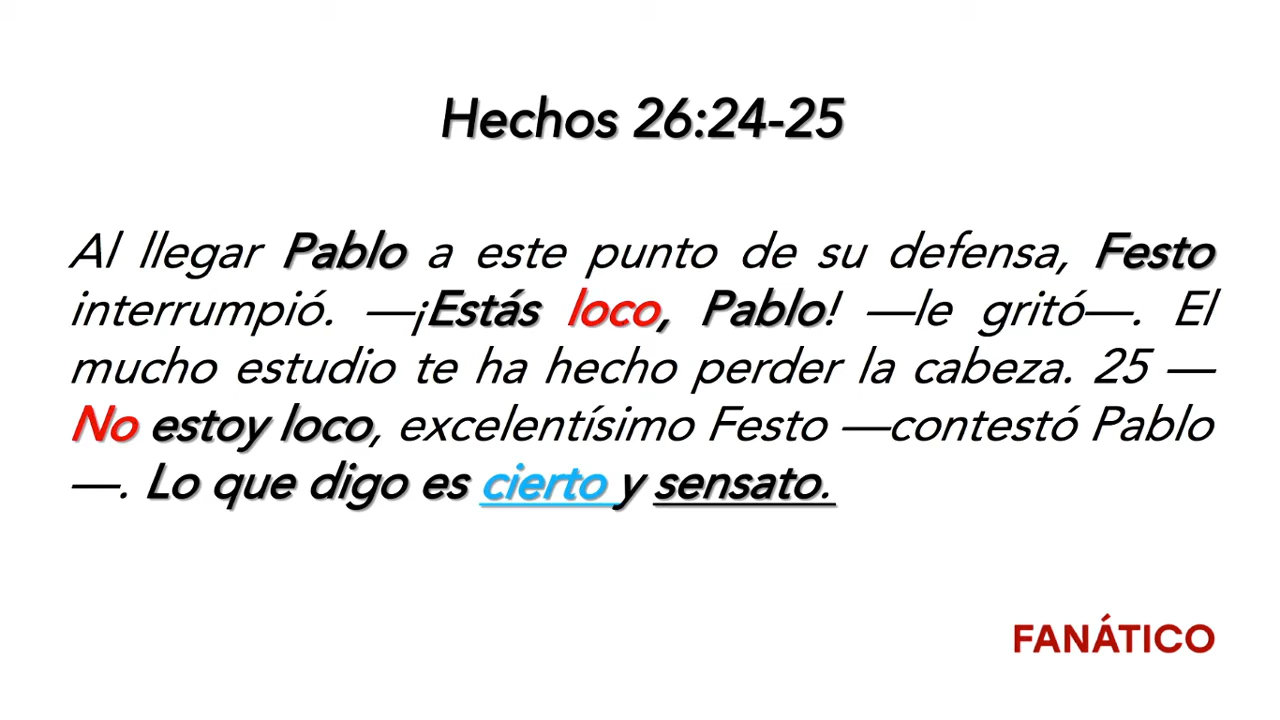 Hechos 26:24-25
Al llegar Pablo a este punto de su defensa, Festo
interrumpió. —¡Estás loco, Pablo! —le gritó—. El
mucho estudio te ha hecho perder la cabeza. 25 —
No estoy loco, excelentísimo Festo —contestó Pablo
—. Lo que digo es cierto y sensato.
FANÁTICO